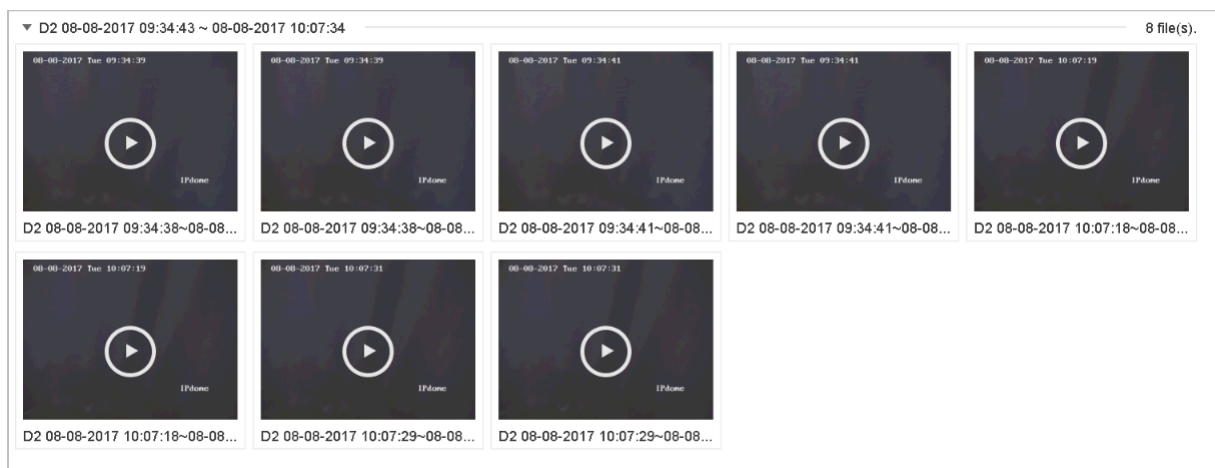 D2 08-08-2017 09:34:43 ~ 08-08-2017 10:07:34 8 file(s).
08-08-2017 Tue 09:34:39 08-08-2017 Tue 09:34:39 08-08-2017 Tue 09:34:41 08-08-2017 Tue 09:34:41 08-08-2017 Tue 10:07:19
IPdome IPdome IPdome IPdome IPdome
D2 08-08-2017 09:34:38~08-08... D2 08-08-2017 09:34:38~08-08... D2 08-08-2017 09:34:41~08-08... D2 08-08-2017 09:34:41~08-08... D2 08-08-2017 10:07:18~08-08...
08-08-2017 Tue 10:07:19 08-08-2017 Tue 10:07:31 08-08-2017 Tue 10:07:31
IPdome IPdome IPdome
D2 08-08-2017 10:07:18~08-08... D2 08-08-2017 10:07:29~08-08... D2 08-08-2017 10:07:29~08-08...